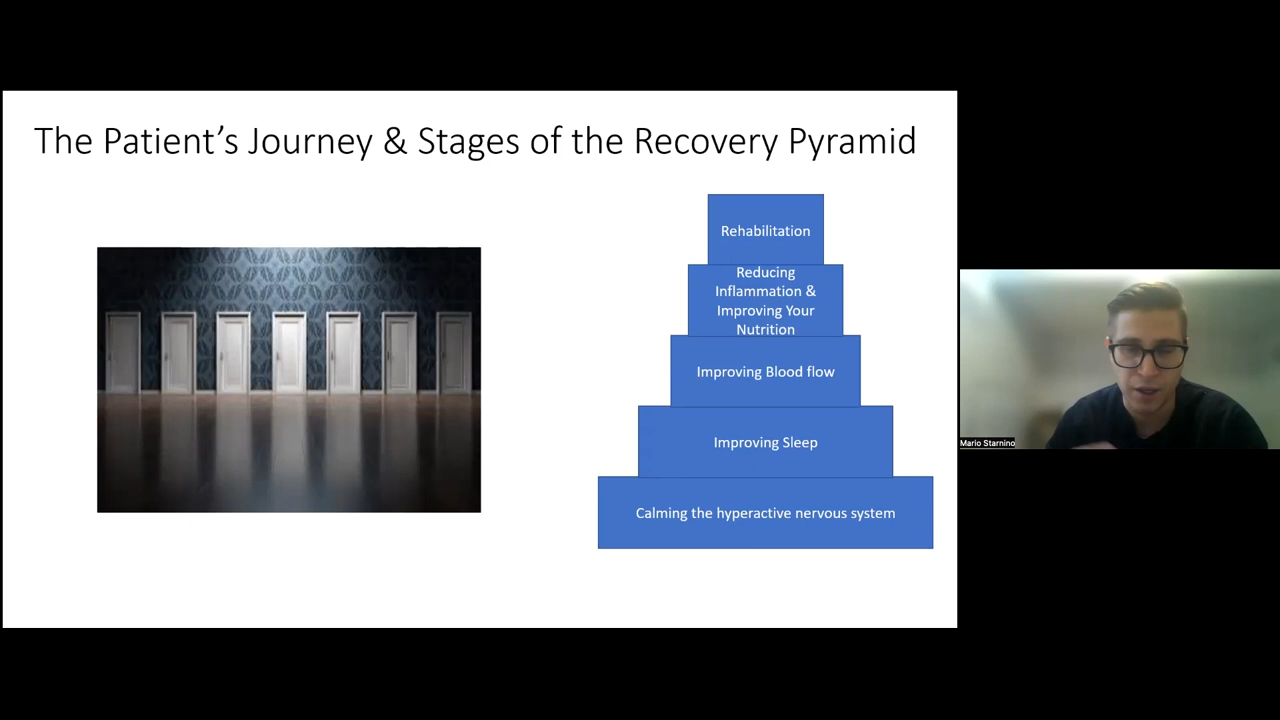 The Patient’s Journey & Stages of the Recovery Pyramid
Rehabilitation
Reducing
Inflammation &
Improving Your
Nutrition
Improving Blood flow
Improving Sleep
Calming the hyperactive nervous system
Mario Starnino